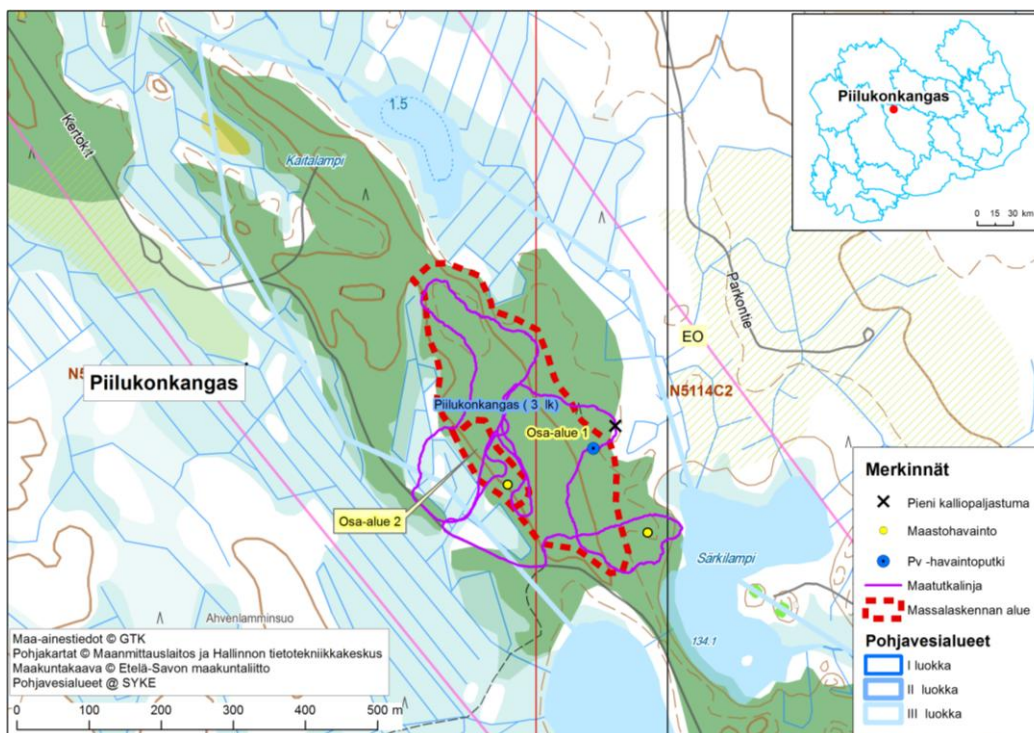 Piilukonkangas
0 15 30 km
1.5
Kertokit
Kaitalampi
Parkontie
EO
N5
Piilukonkangas
N5114C2
Piilukonkangas ( 3 lk)
Osa-alue 1
Osa-alue 2
Särkilampi
Ahvenlamminsuo
134.1
Merkinnät
Pieni kalliopaljastuma
Maastohavainto
Pv -havaintoputki
Maatutkalinja
Massalaskennan alue
Pohjavesialueet
I luokka
II luokka
III luokka
Maa-ainestiedot © GTK
Pohjakartat © Maanmittauslaitos ja Hallinnon tietotekniikkakeskus
Maakuntakaava © Etelä-Savon maakuntaliitto
Pohjavesialueet @ SYKE
0 100 200 300 400 500 m